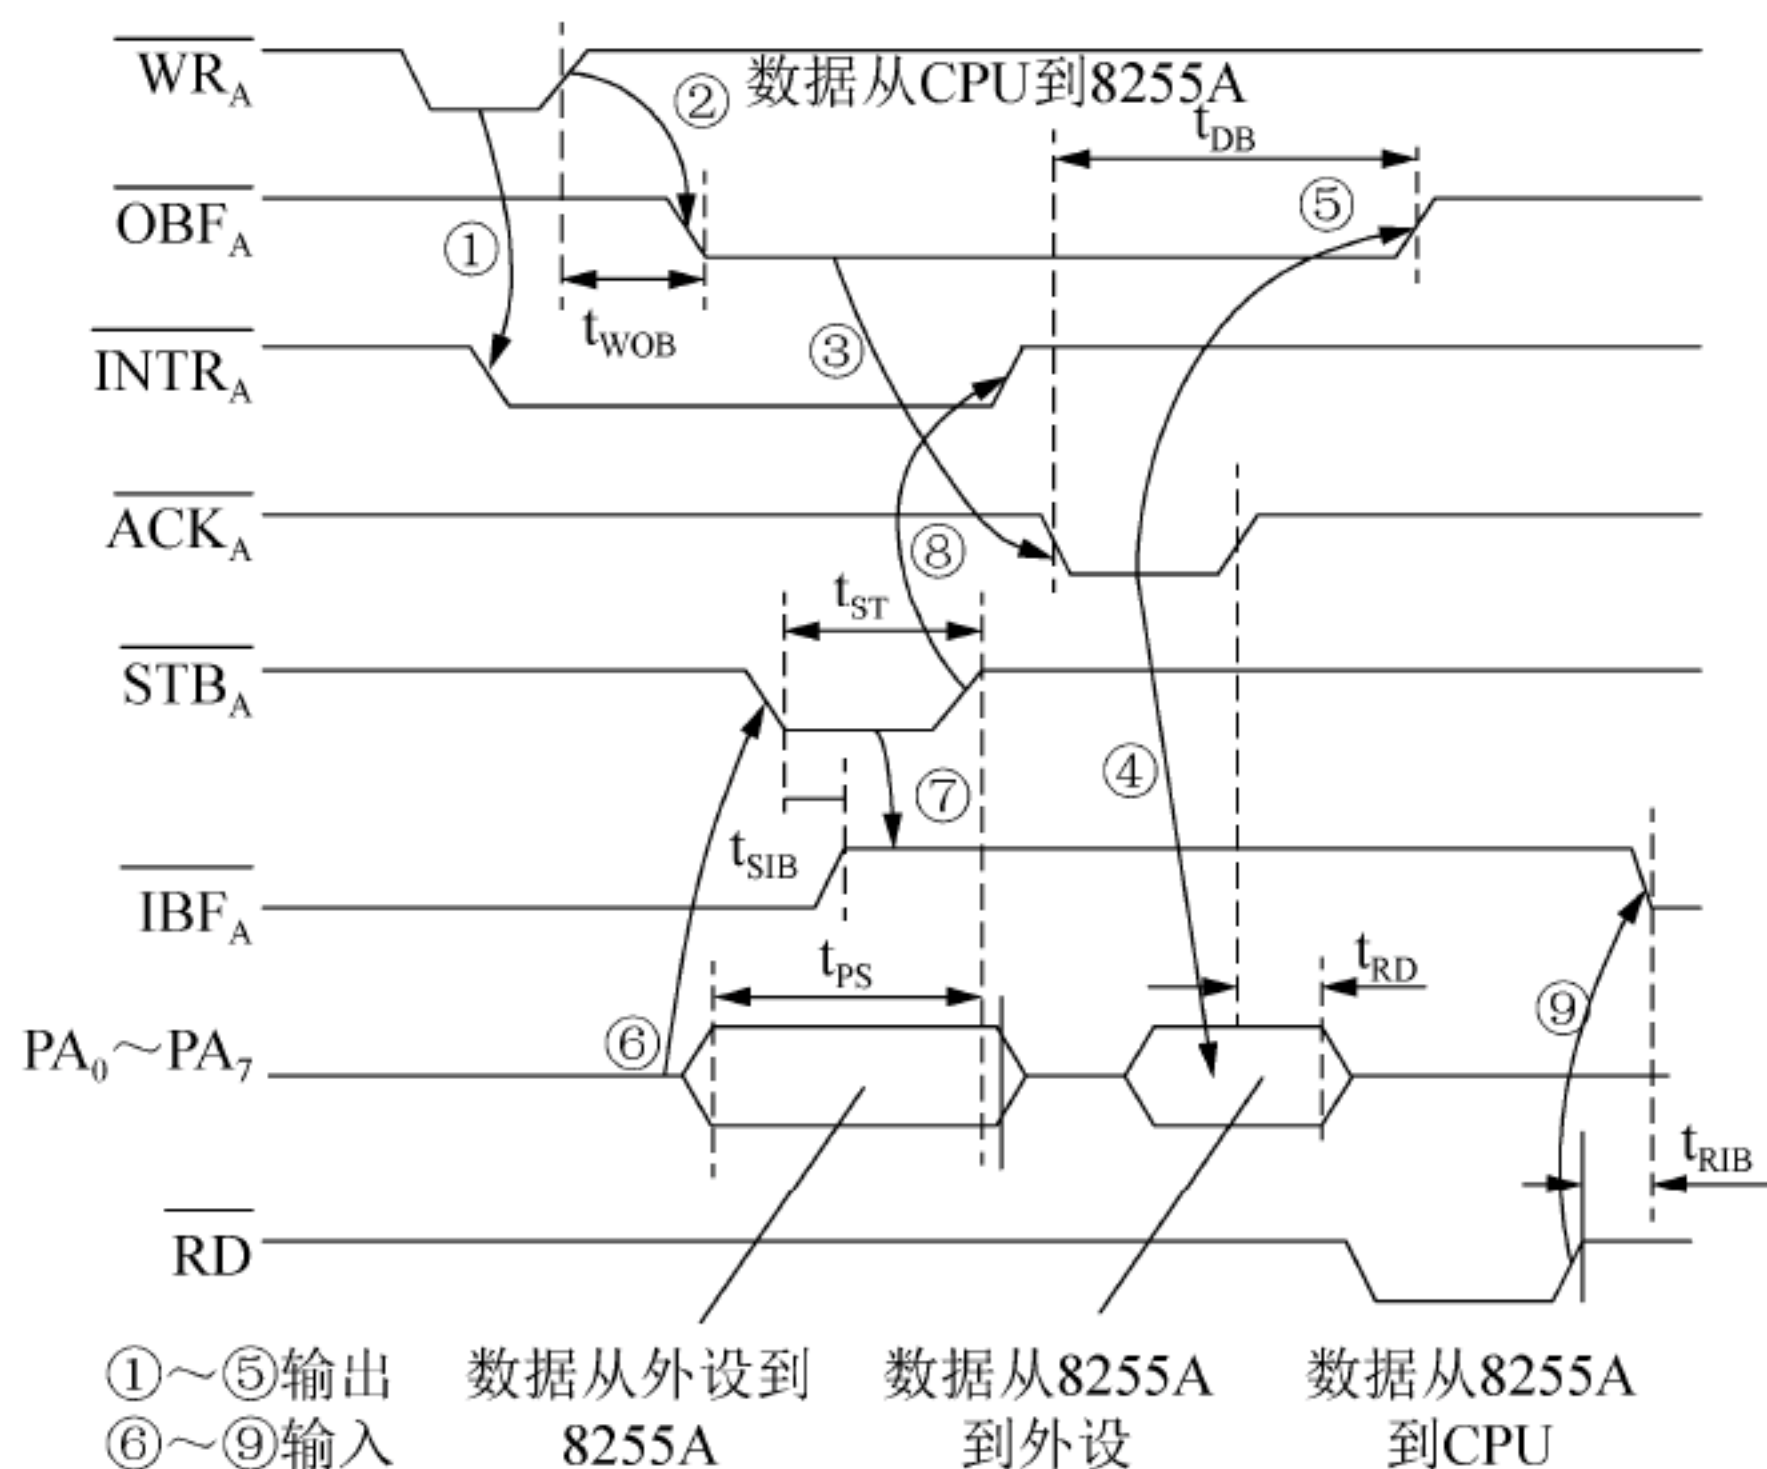 WRA
② 数据从CPU到8255A
tDB
OBFA
①
⑤
tWOB
INTRA
③
ACKA
⑧
tST
STBA
④
⑦
tSIB
IBFA
tPS
tRD
⑨
⑥
PA0～PA7
tRIB
RD
①～⑤输出
⑥～⑨输入
数据从外设到
8255A
数据从8255A
到外设
数据从8255A
到CPU